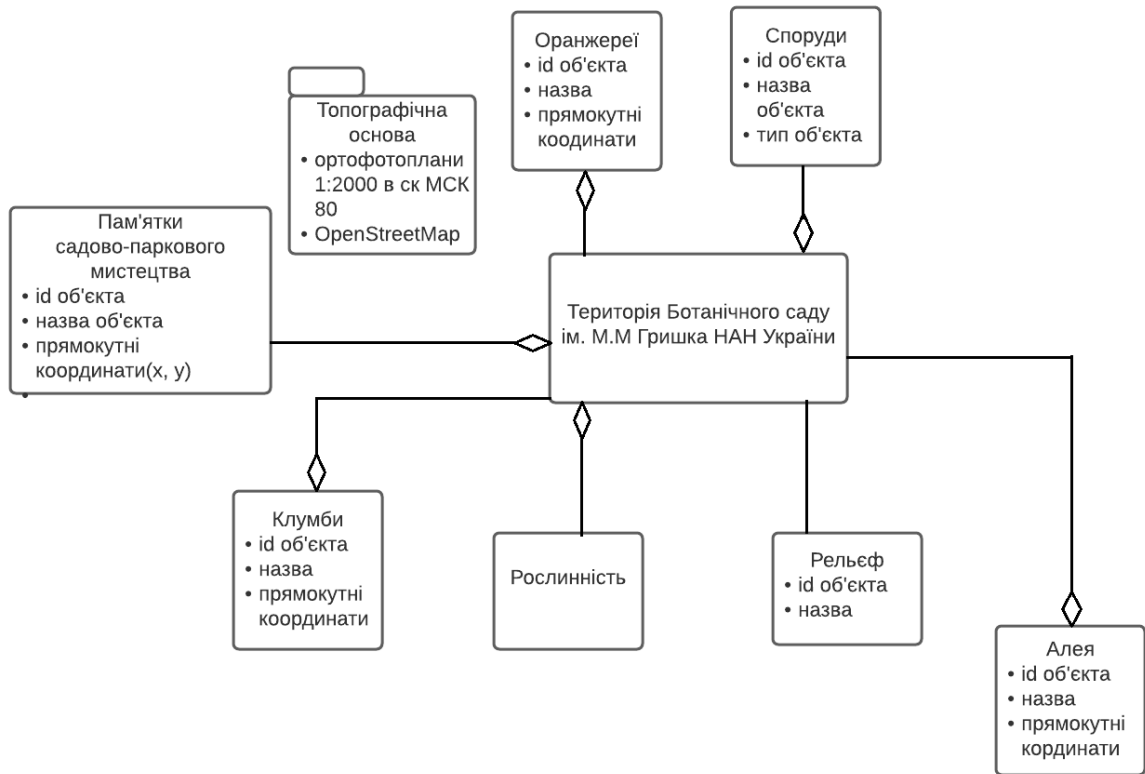 Оранжереї
• id об'єкта
• назва
• прямокутні
коодинати
Споруди
• id об'єкта
• назва
об'єкта
• тип об'єкта
Топографічна
основа
• ортофотоплани
1:2000 в ск МСК
80
• OpenStreetMap
Пам'ятки
садово-паркового
мистецтва
• id об'єкта
• назва об'єкта
• прямокутні
координати(x, y)
•
Територія Ботанічного саду
ім. М.М Гришка НАН України
Клумби
• id об'єкта
• назва
• прямокутні
координати
Рослинність
Рельєф
• id об'єкта
• назва
Алея
• id об'єкта
• назва
• прямокутні
кординати